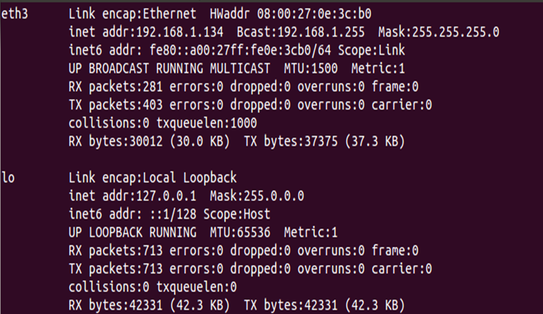 eth3 Link encap:Ethernet HWaddr 08:00:27:0e:3c:b0
inet addr:192.168.1.134 Bcast:192.168.1.255 Mask:255.255.255.0
inet6 addr: fe80::a00:27ff:fe0e:3cb0/64 Scope:Link
UP BROADCAST RUNNING MULTICAST MTU:1500 Metric:1
RX packets:281 errors:0 dropped:0 overruns:0 frame:0
TX packets:403 errors:0 dropped:0 overruns:0 carrier:0
collisions:0 txqueuelen:1000
RX bytes:30012 (30.0 KB) TX bytes:37375 (37.3 KB)
lo Link encap:Local Loopback
inet addr:127.0.0.1 Mask:255.0.0.0
inet6 addr: ::1/128 Scope:Host
UP LOOPBACK RUNNING MTU:65536 Metric:1
RX packets:713 errors:0 dropped:0 overruns:0 frame:0
TX packets:713 errors:0 dropped:0 overruns:0 carrier:0
collisions:0 txqueuelen:0
RX bytes:42331 (42.3 KB) TX bytes:42331 (42.3 KB)